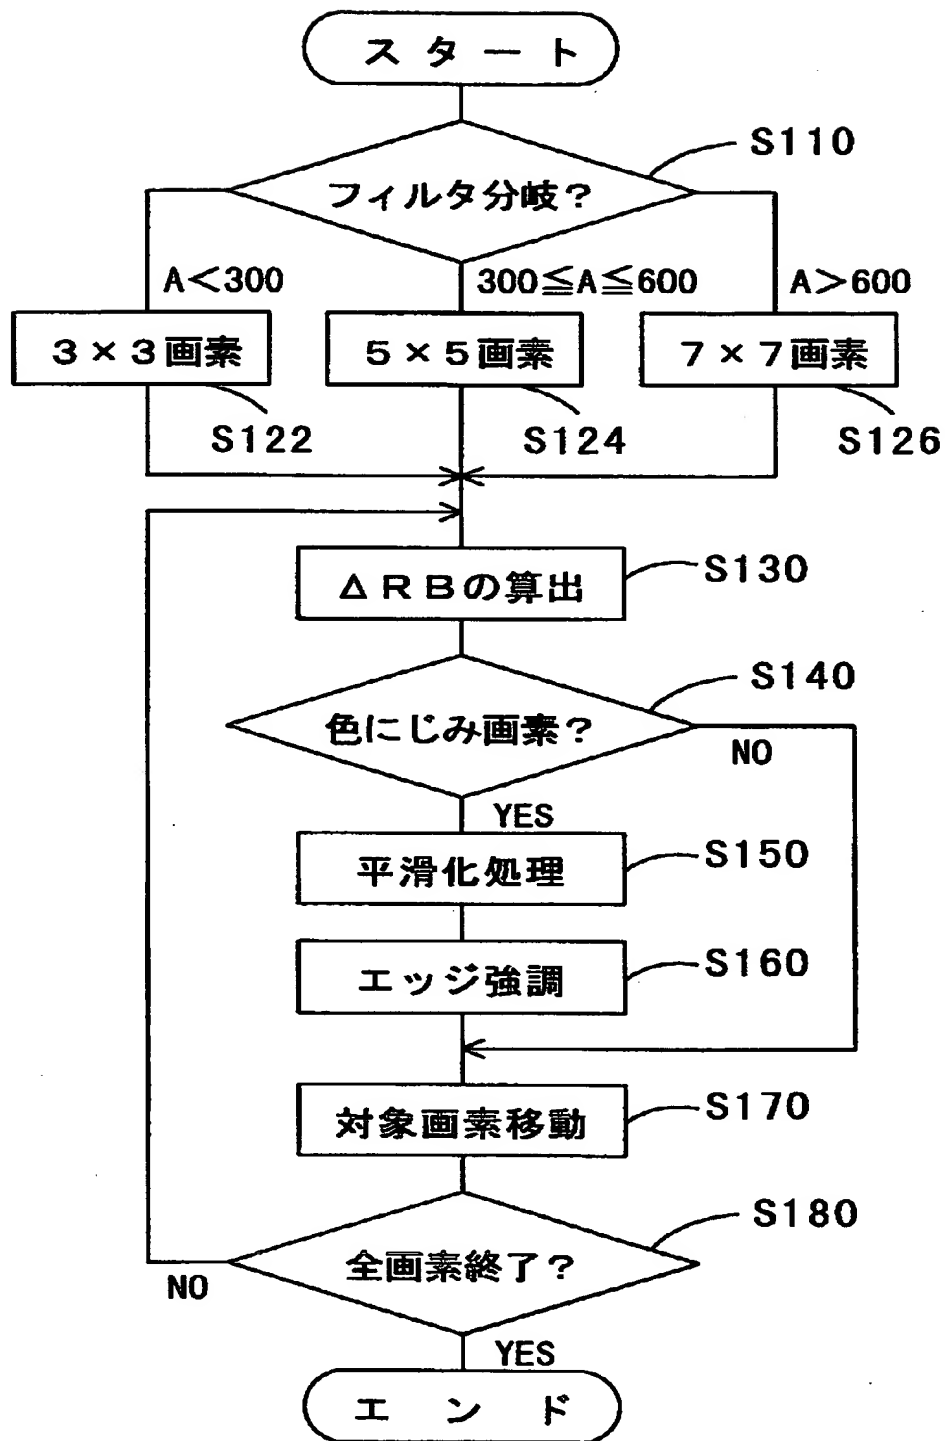 スタート
S110
フィルタ分岐？
A＜300
300≦A≦600
A＞600
３×３画素
５×５画素
７×７画素
S122
S124
S126
ΔＲＢの算出
S130
S140
色にじみ画素？
NO
YES
平滑化処理
S150
エッジ強調
S160
対象画素移動
S170
S180
全画素終了？
NO
YES
エンド